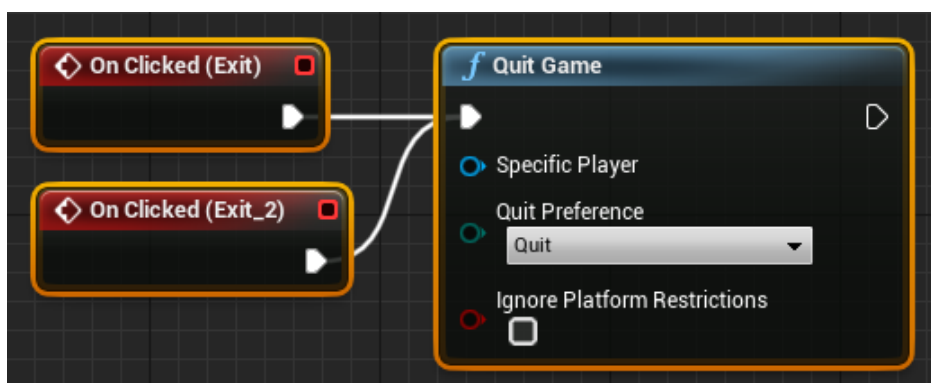 On Clicked (Exit)
On Clicked (Exit_2)
f Quit Game
Specific Player
Quit Preference
Quit
Ignore Platform Restrictions